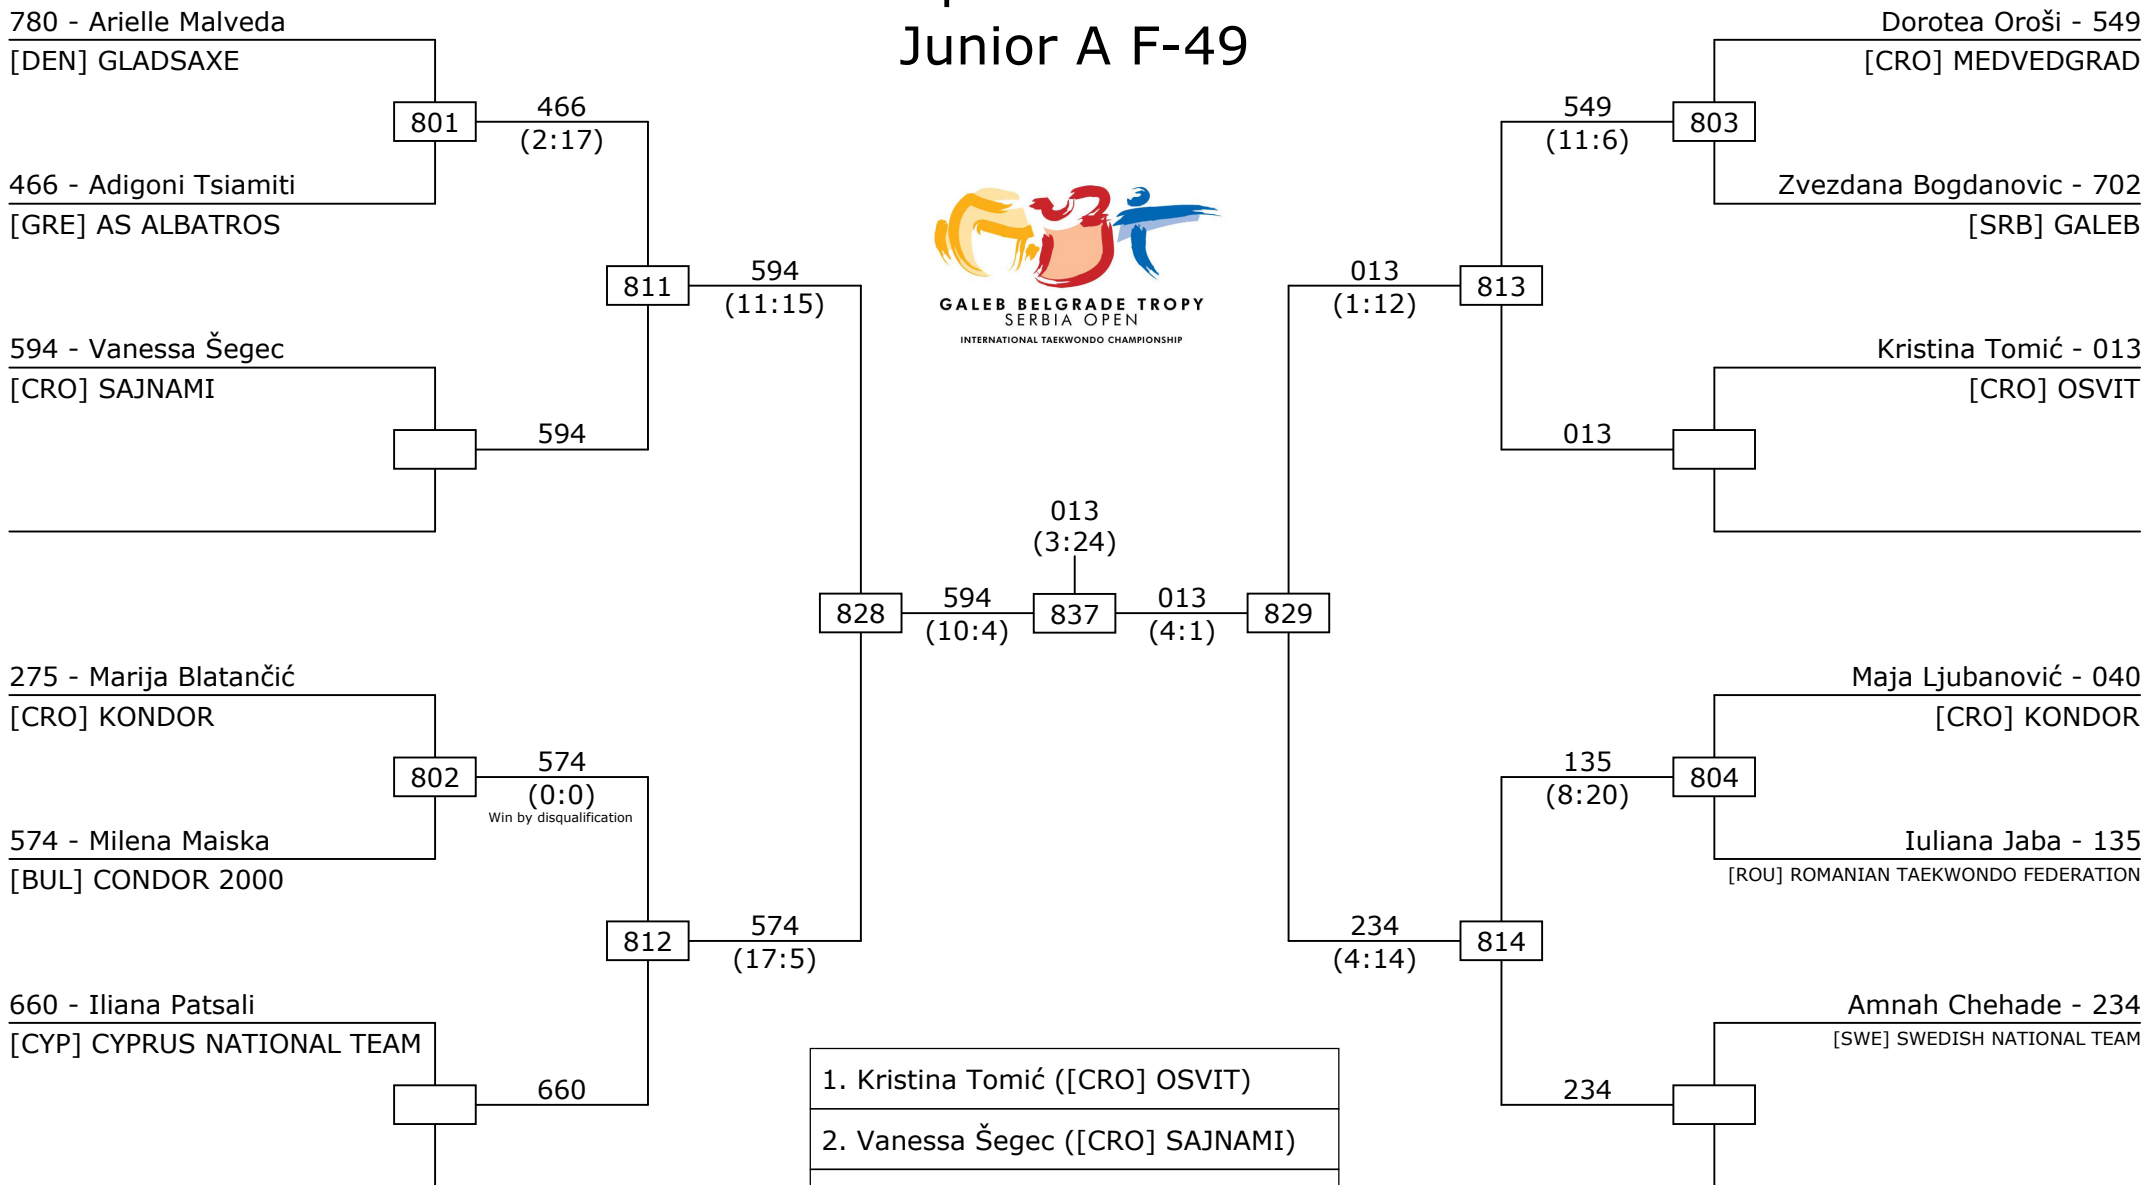 Junior A F-49
780 - Arielle Malveda
[DEN] GLADSAXE
801
466
(2:17)
466 - Adigoni Tsiamiti
[GRE] AS ALBATROS
811
594
(11:15)
594 - Vanessa Šegec
[CRO] SAJNAMI
594
275 - Marija Blatančić
[CRO] KONDOR
802
574
(0:0)
Win by disqualification
574 - Milena Maiska
[BUL] CONDOR 2000
812
574
(17:5)
660 - Iliana Patsali
[CYP] CYPRUS NATIONAL TEAM
660
828
594
(10:4)
GALEB BELGRADE TROPY
SERBIA OPEN
INTERNATIONAL TAEKWONDO CHAMPIONSHIP
013
(3:24)
837
013
(4:1)
829
Dorotea Oroši - 549
[CRO] MEDVEDGRAD
549
(11:6)
803
Zvezdana Bogdanovic - 702
[SRB] GALEB
013
(1:12)
813
Kristina Tomić - 013
[CRO] OSVIT
013
Maja Ljubanović - 040
[CRO] KONDOR
135
(8:20)
804
Iuliana Jaba - 135
[ROU] ROMANIAN TAEKWONDO FEDERATION
234
(4:14)
814
Amnah Chehade - 234
[SWE] SWEDISH NATIONAL TEAM
234
1. Kristina Tomić ([CRO] OSVIT)
2. Vanessa Šegec ([CRO] SAJNAMI)